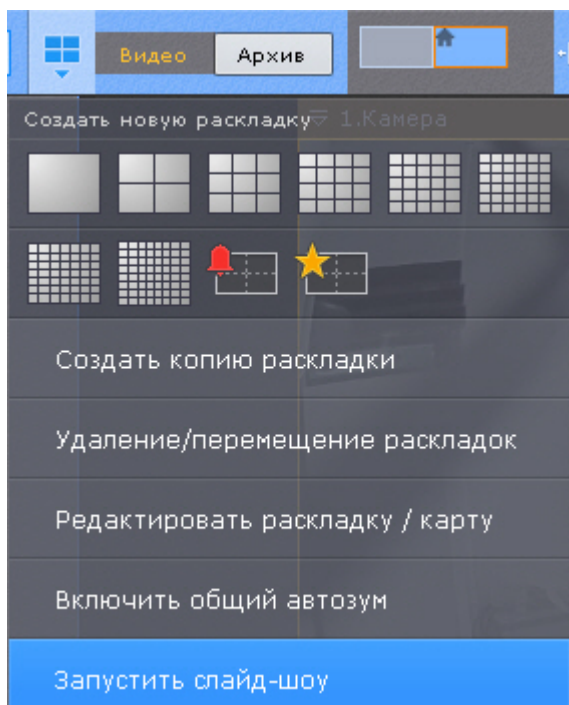 Видео Архив
Создать новую раскладку 1.Камера
Создать копию раскладки
Удаление/перемещение раскладок
Редактировать раскладку / карту
Включить общий автозум
Запустить слайд-шоу